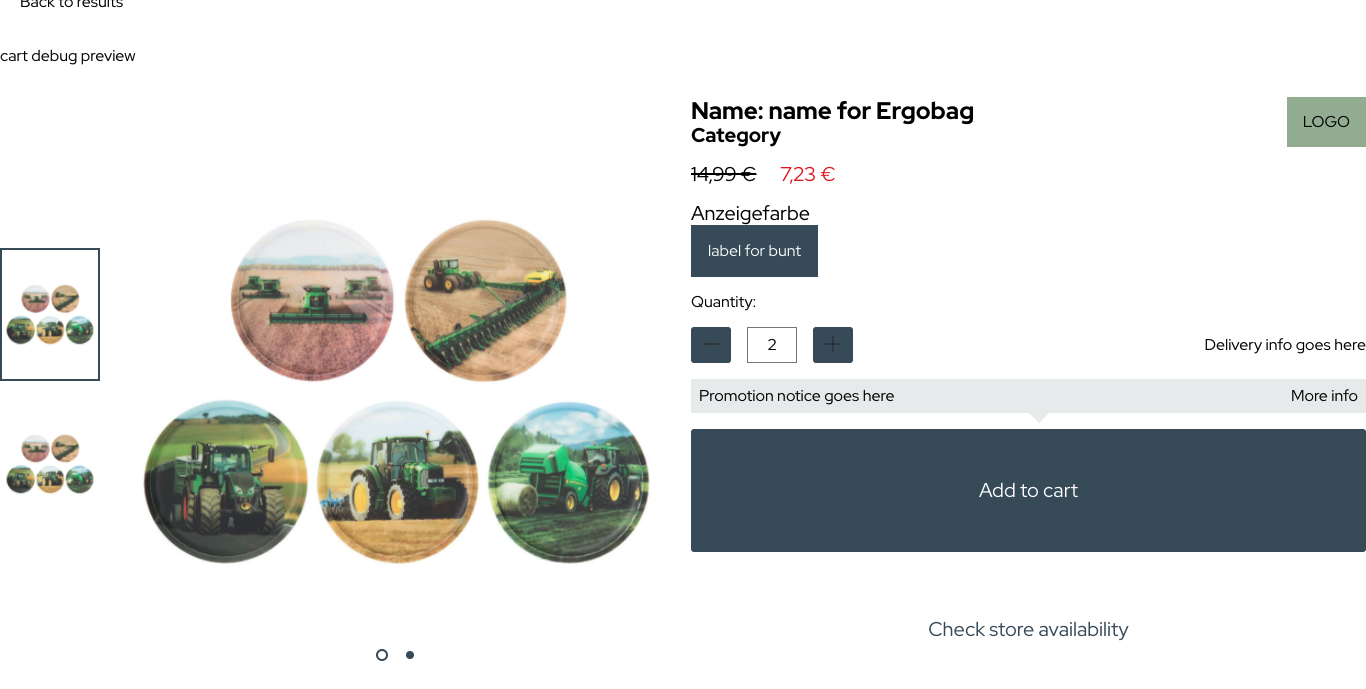 Back to results
cart debug preview
Name: name for Ergobag
LOGO
Category
14,99 € 7,23 €
Anzeigefarbe
label for bunt
Quantity:
2
Delivery info goes here
Promotion notice goes here
More info
Add to cart
Check store availability